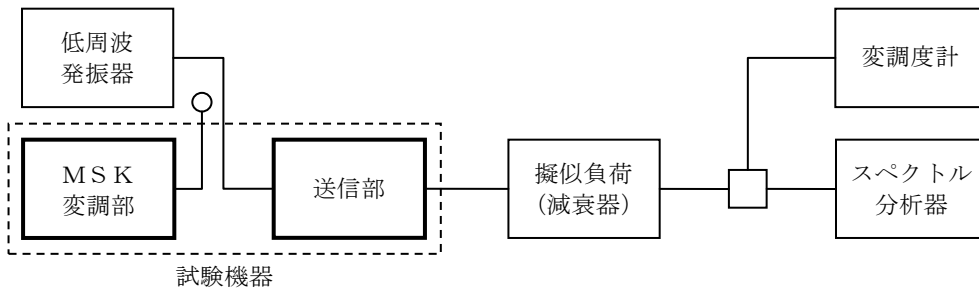 低周波
発振器
変調度計
ＭＳＫ
変調部
送信部
擬似負荷
（減衰器）
スペクトル
分析器
試験機器